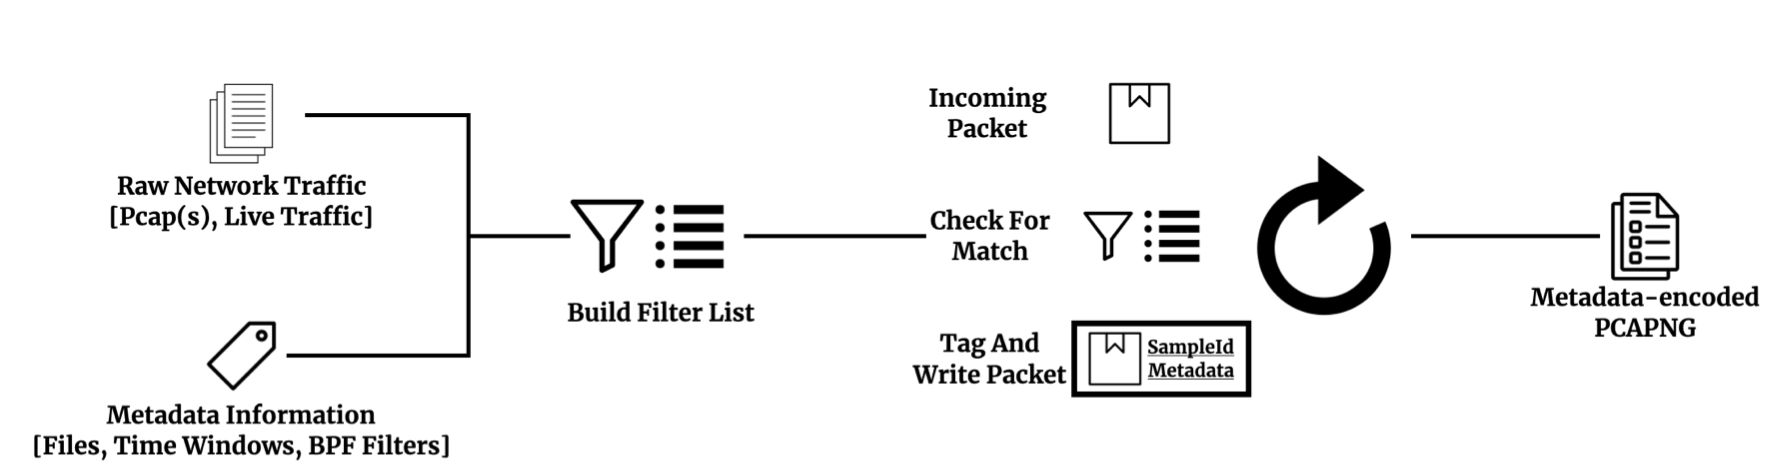 Raw Network Traffic
[Pcap(s), Live Traffic]
Metadata Information
[Files, Time Windows, BPF Filters]
Build Filter List
Incoming
Packet
Check For
Match
Tag And
Write Packet
SampleId
Metadata
Metadata-encoded
PCAPNG